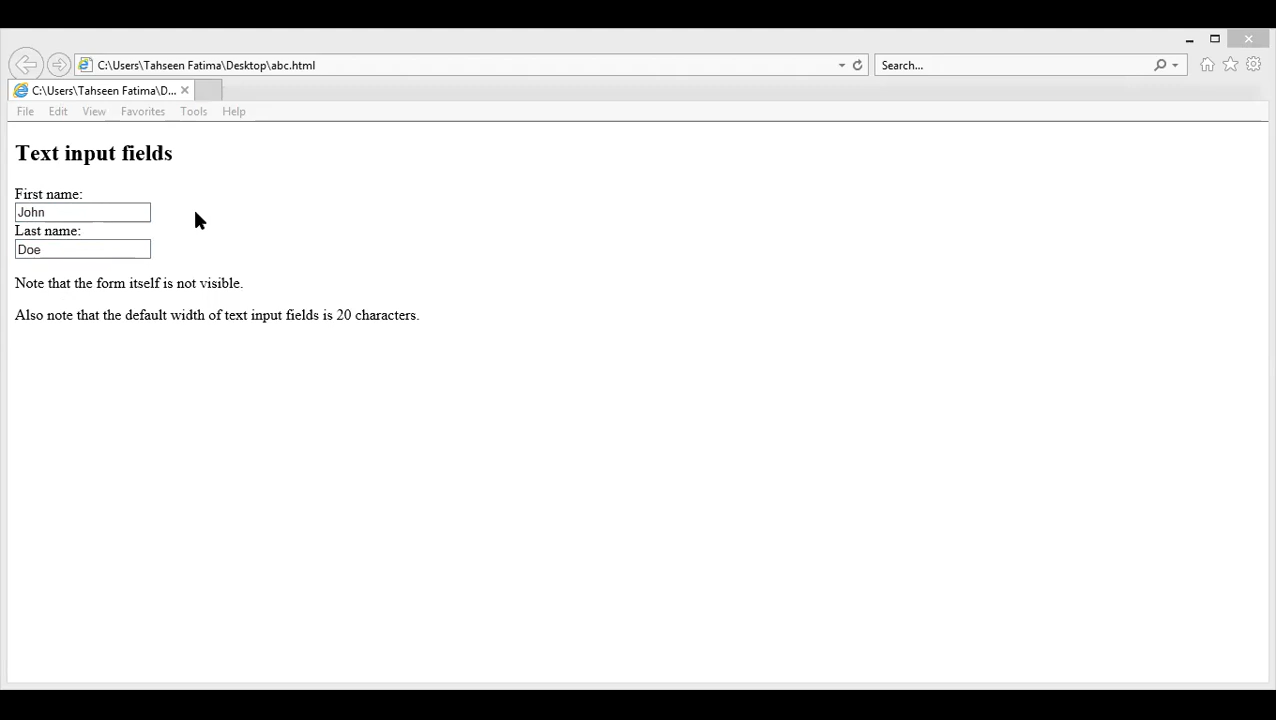 C:\Users\Tahseen Fatima\Desktop\abc.html
Search...
C:\Users\Tahseen Fatima\D...
File Edit View Favorites Tools Help
Text input fields
First name:
John
Last name:
Doe
Note that the form itself is not visible.
Also note that the default width of text input fields is 20 characters.